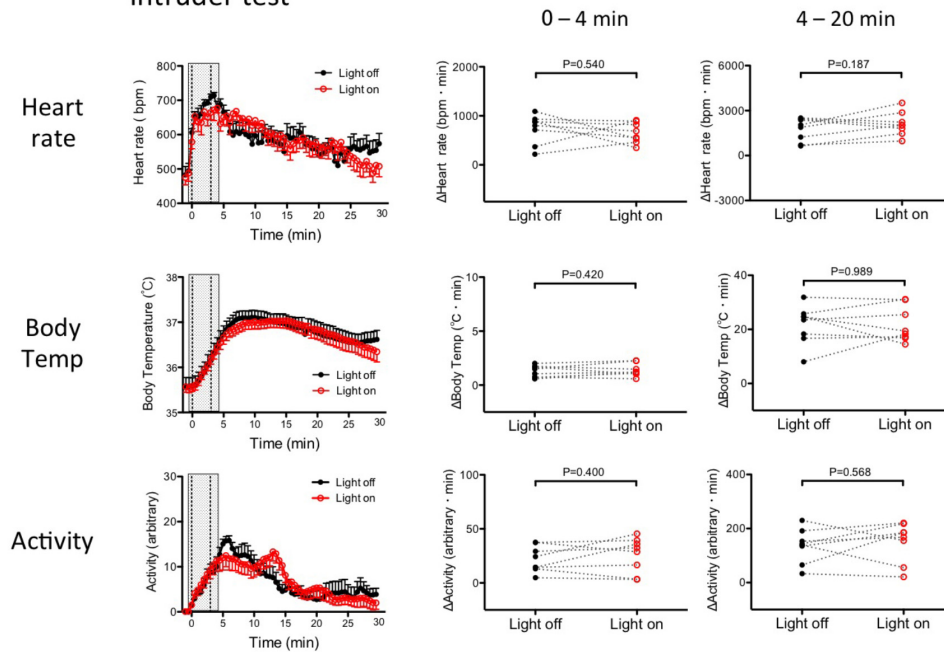 intruder test
0 – 4 min
4 – 20 min
Heart rate
Heart rate ( bpm )
800
700
600
500
400
0
5
10
15
20
25
30
Time (min)
Light off
Light on
ΔHeart rate (bpm・min)
2000
1000
0
P=0.540
Light off
Light on
ΔHeart rate (bpm・min)
6000
3000
0
-3000
P=0.187
Light off
Light on
Body Temp
Body Temperature (˚C)
38
37
36
35
0
5
10
15
20
25
30
Time (min)
Light off
Light on
ΔBody Temp (˚C・min)
10
5
0
P=0.420
Light off
Light on
ΔBody Temp (˚C・min)
40
20
0
P=0.989
Light off
Light on
Activity
Activity (arbitrary)
30
20
10
0
0
5
10
15
20
25
30
Time (min)
Light off
Light on
ΔActivity (arbitrary・min)
100
50
0
P=0.400
Light off
Light on
ΔActivity (arbitrary・min)
400
200
0
P=0.568
Light off
Light on